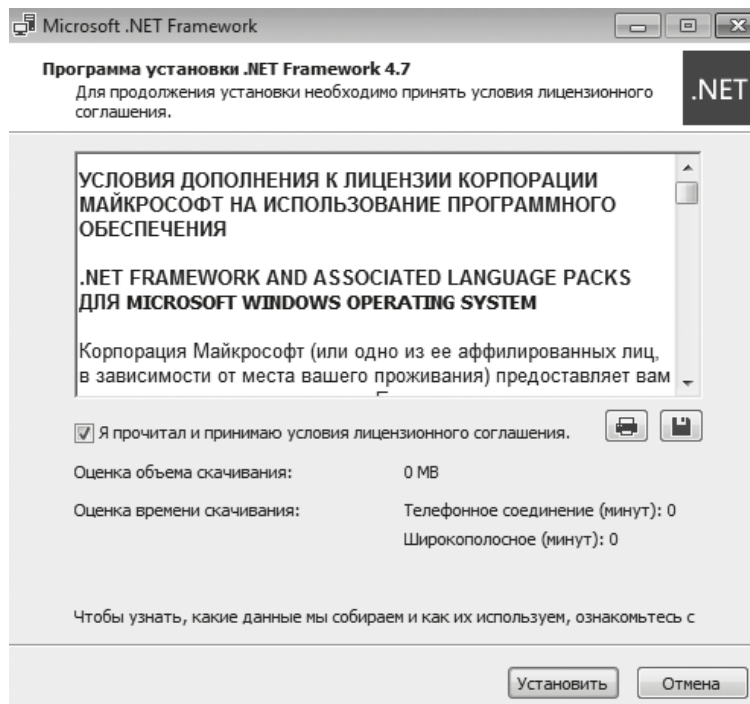 Microsoft .NET Framework
Программа установки .NET Framework 4.7
Для продолжения установки необходимо принять условия лицензионного
соглашения.
.NET
УСЛОВИЯ ДОПОЛНЕНИЯ К ЛИЦЕНЗИИ КОРПОРАЦИИ
МАЙКРОСОФТ НА ИСПОЛЬЗОВАНИЕ ПРОГРАММНОГО
ОБЕСПЕЧЕНИЯ
.NET FRAMEWORK AND ASSOCIATED LANGUAGE PACKS
ДЛЯ MICROSOFT WINDOWS OPERATING SYSTEM
Корпорация Майкрософт (или одно из ее аффилированных лиц,
в зависимости от места вашего проживания) предоставляет вам
Я прочитал и принимаю условия лицензионного соглашения.
Оценка объема скачивания: 0 MB
Оценка времени скачивания: Телефонное соединение (минут): 0
Широкополосное (минут): 0
Чтобы узнать, какие данные мы собираем и как их используем, ознакомьтесь с
Установить Отмена